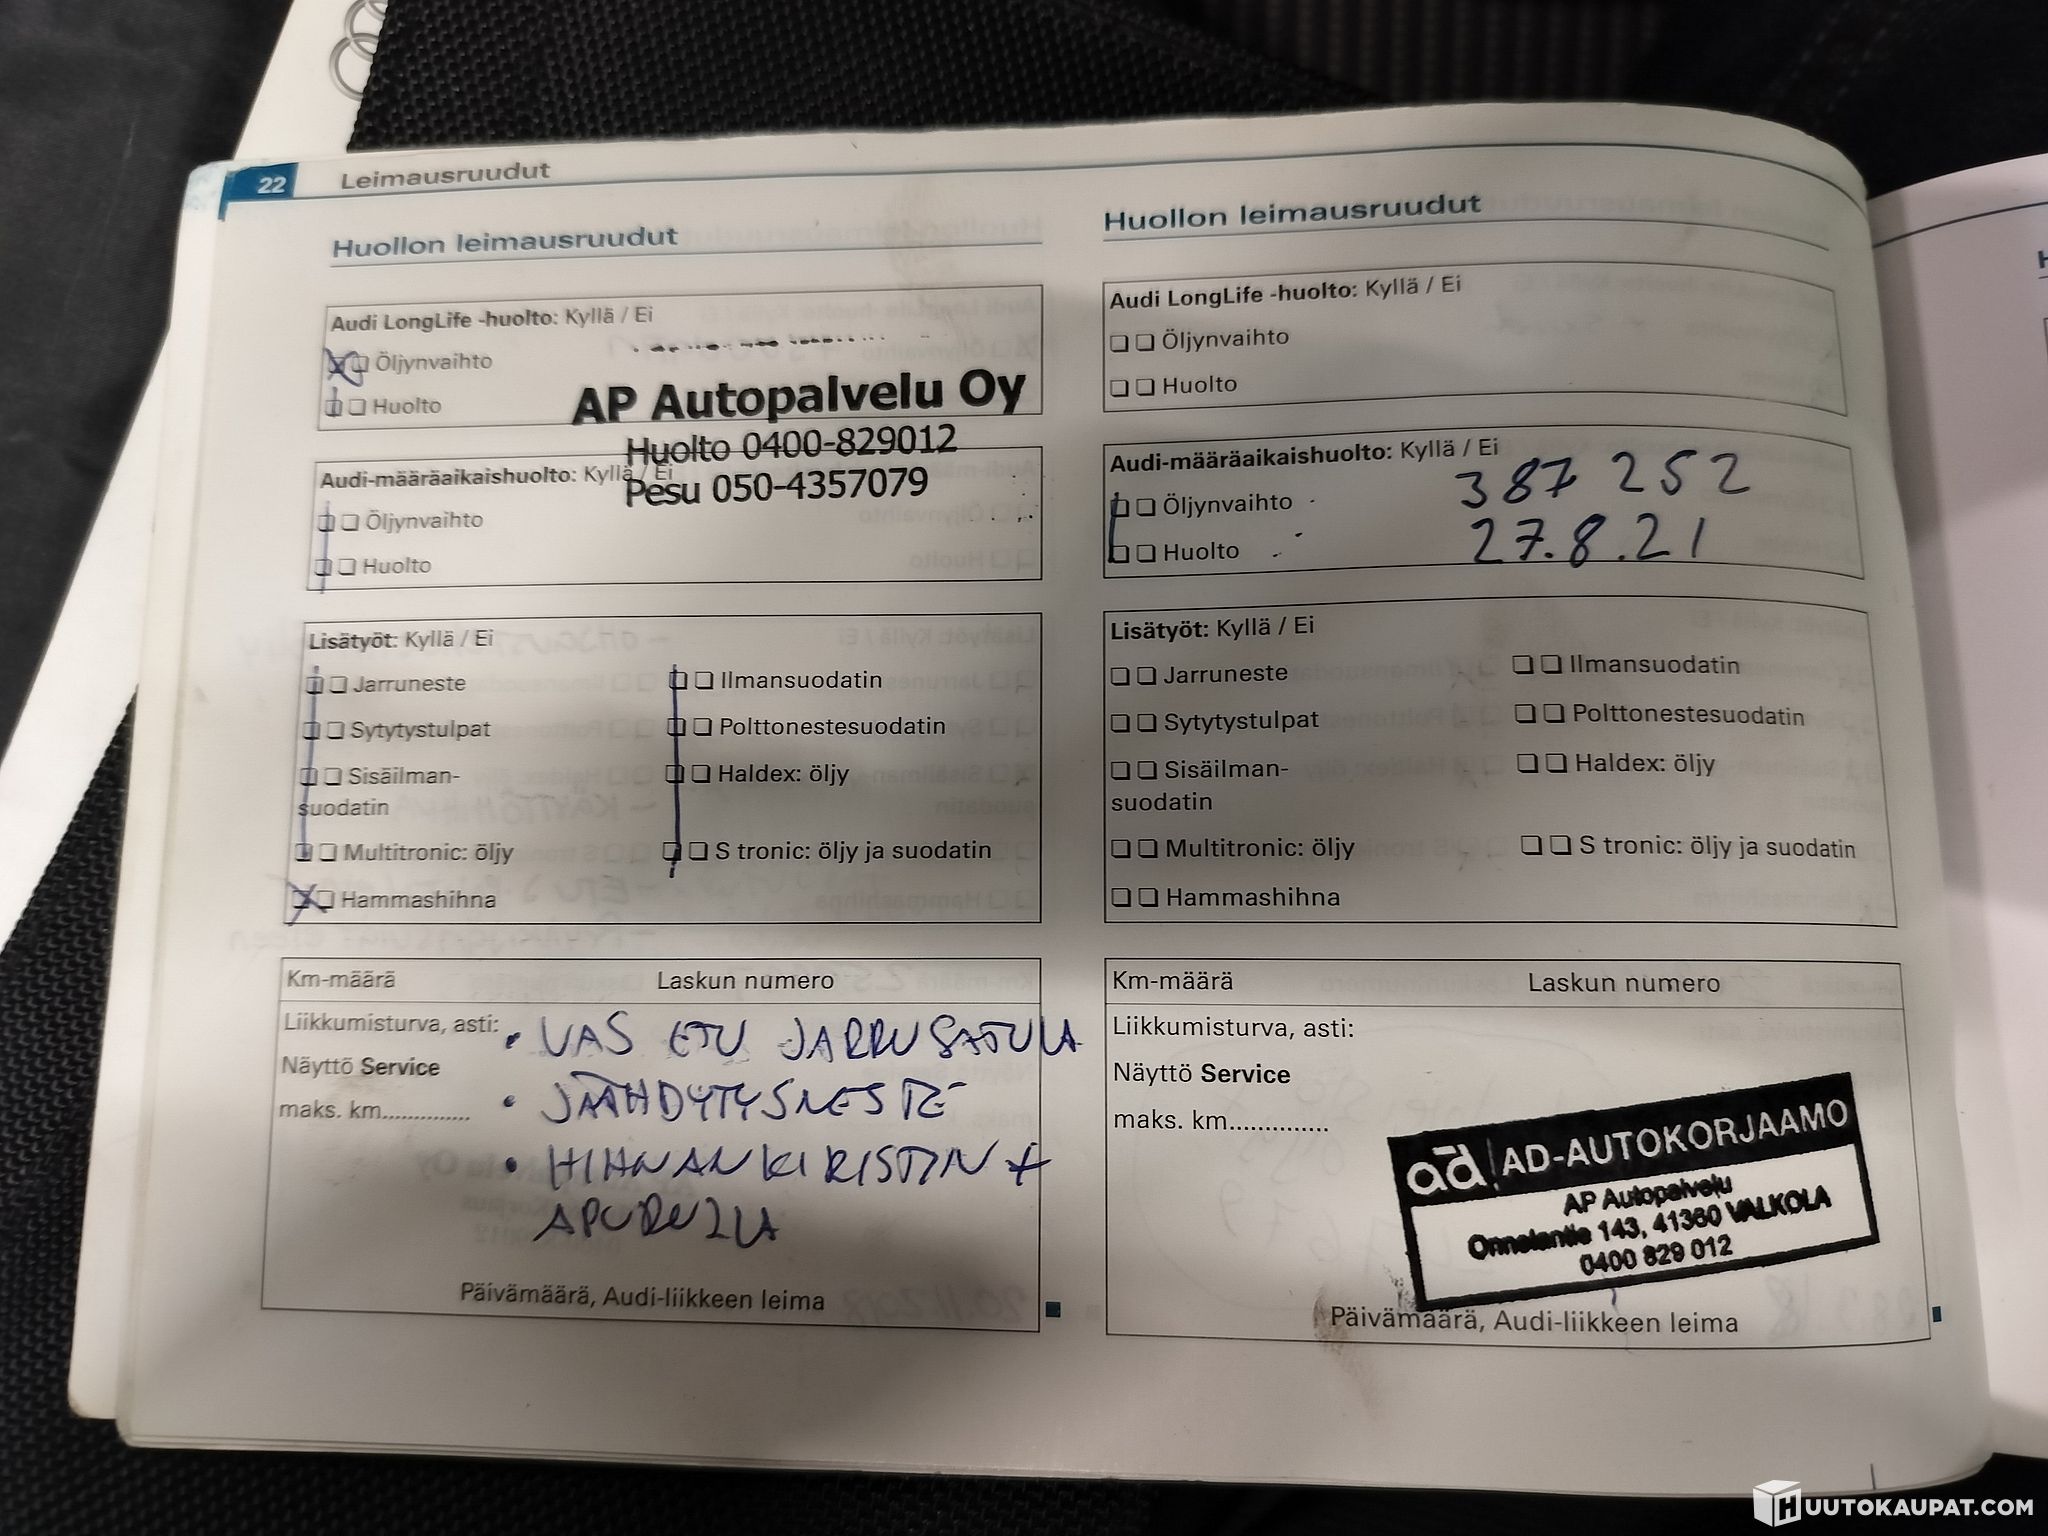 22 Leimausruudut
Huollon leimausruudut
Audi LongLife -huolto: Kyllä / Ei
Öljynvaihto
Huolto
AP Autopalvelu Oy
Huolto 0400-829012
Pesu 050-4357079
Audi-määräaikaishuolto: Kyllä / Ei
Öljynvaihto
Huolto
Lisätyöt: Kyllä / Ei
Jarruneste
Ilmansuodatin
Sytytystulpat
Polttonestesuodatin
Sisäilman-
suodatin
Haldex: öljy
Multitronic: öljy
S tronic: öljy ja suodatin
Hammashihna
Km-määrä
Laskun numero
Liikkumisturva, asti:
Näyttö Service
maks. km..............
• VAS ETU JARRUSATULA
• JÄÄHDYTYSNESTE
• HIHNANKIRISTIN +
APURULLA
Päivämäärä, Audi-liikkeen leima
Huollon leimausruudut
Audi LongLife -huolto: Kyllä / Ei
Öljynvaihto
Huolto
Audi-määräaikaishuolto: Kyllä / Ei
Öljynvaihto
Huolto
387 252
27.8.21
Lisätyöt: Kyllä / Ei
Jarruneste
Ilmansuodatin
Sytytystulpat
Polttonestesuodatin
Sisäilman-
suodatin
Haldex: öljy
Multitronic: öljy
S tronic: öljy ja suodatin
Hammashihna
Km-määrä
Laskun numero
Liikkumisturva, asti:
Näyttö Service
maks. km..............
ad AD-AUTOKORJAAMO
AP Autopalvelu
143, 41360 VALKOLA
0400 829 012
Päivämäärä, Audi-liikkeen leima
HUUTOKAUPAT.COM